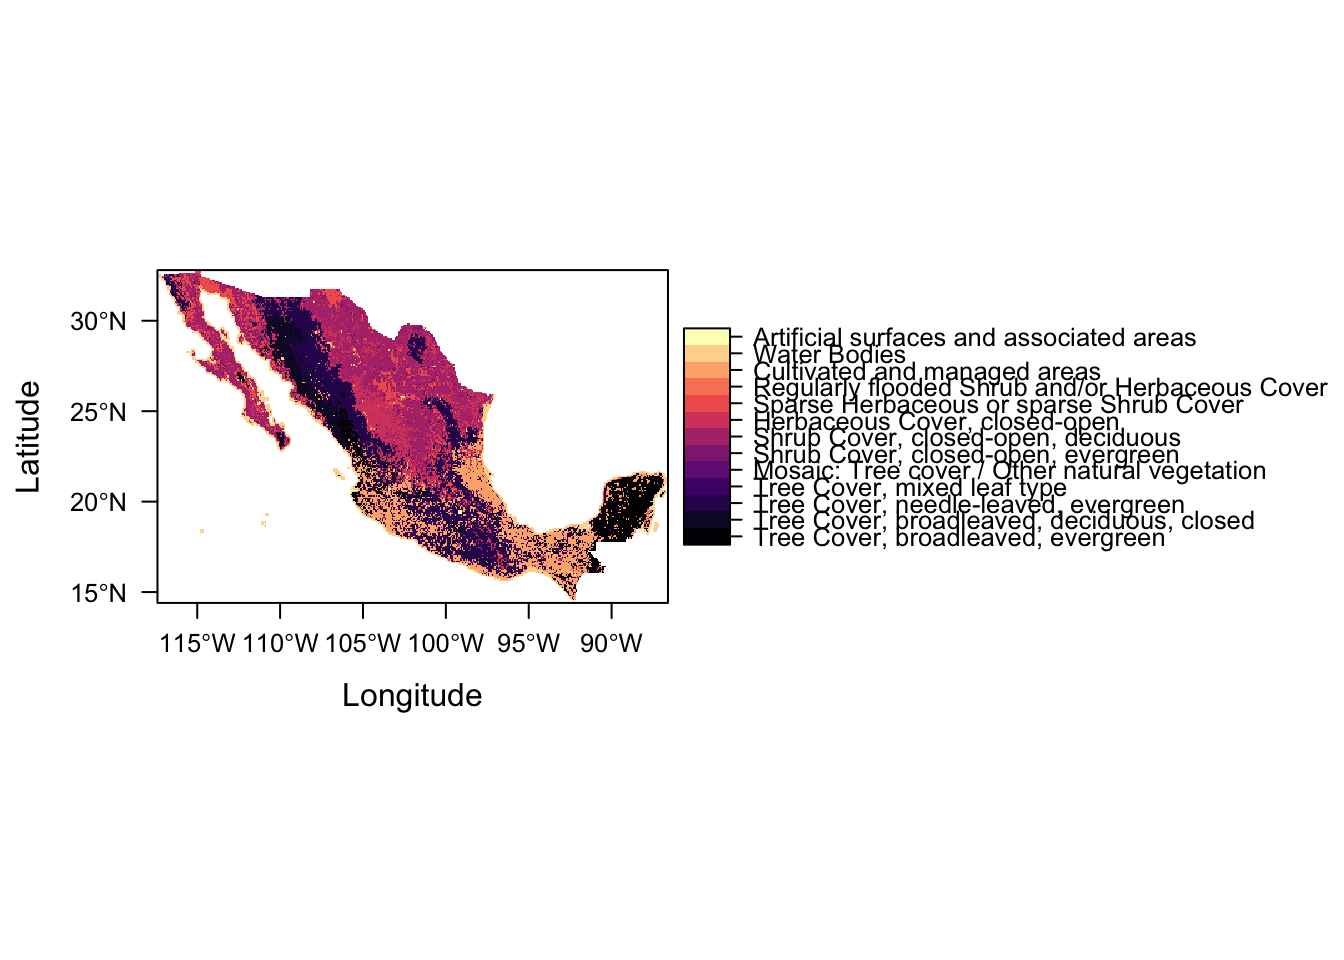 Latitude
30°N
25°N
20°N
15°N
115°W 110°W 105°W 100°W 95°W 90°W
Longitude
Artificial surfaces and associated areas
Water Bodies
Cultivated and managed areas
Regularly flooded Shrub and/or Herbaceous Cover
Sparse Herbaceous or sparse Shrub Cover
Herbaceous Cover, closed-open
Shrub Cover, closed-open, deciduous
Shrub Cover, closed-open, evergreen
Mosaic: Tree cover / Other natural vegetation
Tree Cover, mixed leaf type
Tree Cover, needle-leaved, evergreen
Tree Cover, broadleaved, deciduous, closed
Tree Cover, broadleaved, evergreen